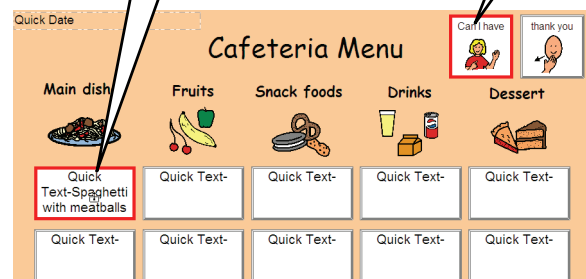 Quick Date
Can I have
thank you
Cafeteria Menu
Main dish
Fruits
Snack foods
Drinks
Dessert
Quick
Text-Spaghetti
with meatballs
Quick Text-
Quick Text-
Quick Text-
Quick Text-
Quick Text-
Quick Text-
Quick Text-
Quick Text-
Quick Text-